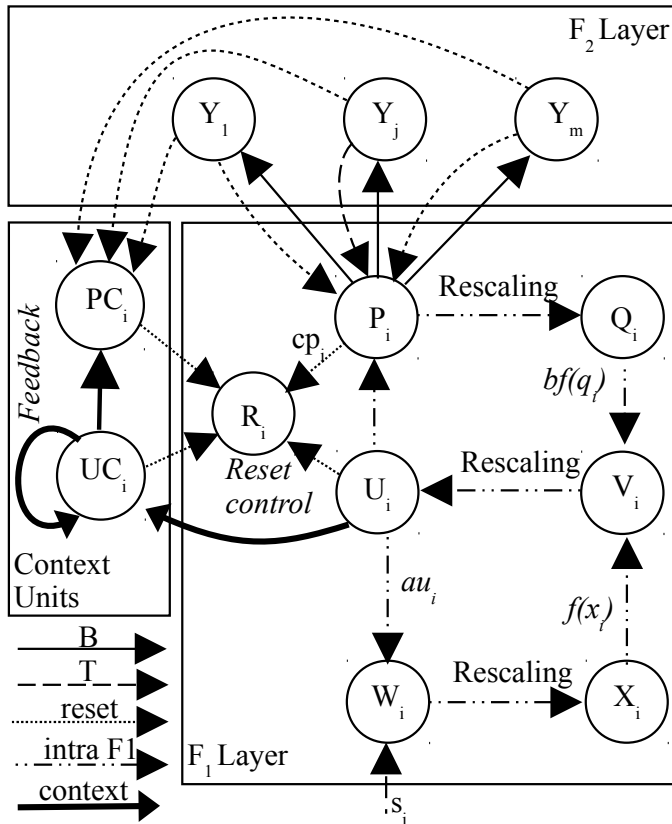 F₂ Layer
Y₁
Yⱼ
Yₘ
PCᵢ
Feedback
UCᵢ
Context
Units
Rescaling
Pᵢ
Qᵢ
cpᵢ
bf(qᵢ)
Rᵢ
Reset
control
Uᵢ
Rescaling
Vᵢ
auᵢ
f(xᵢ)
Wᵢ
Rescaling
Xᵢ
F₁ Layer
sᵢ
B
T
reset
intra F1
context